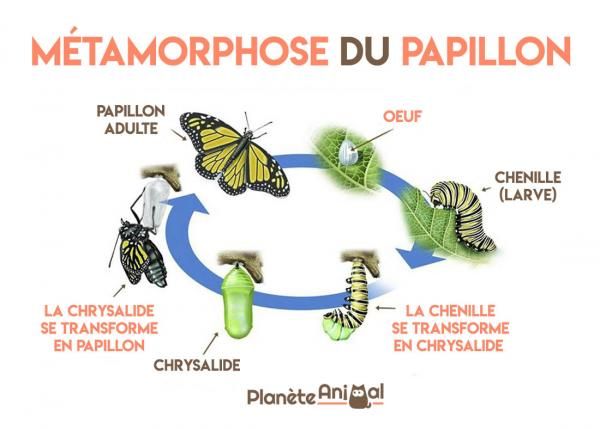 MÉTAMORPHOSE DU PAPILLON
PAPILLON
ADULTE
OEUF
CHENILLE
(LARVE)
LA CHENILLE
SE TRANSFORME
EN CHRYSALIDE
CHRYSALIDE
LA CHRYSALIDE
SE TRANSFORME
EN PAPILLON
Planète Animal